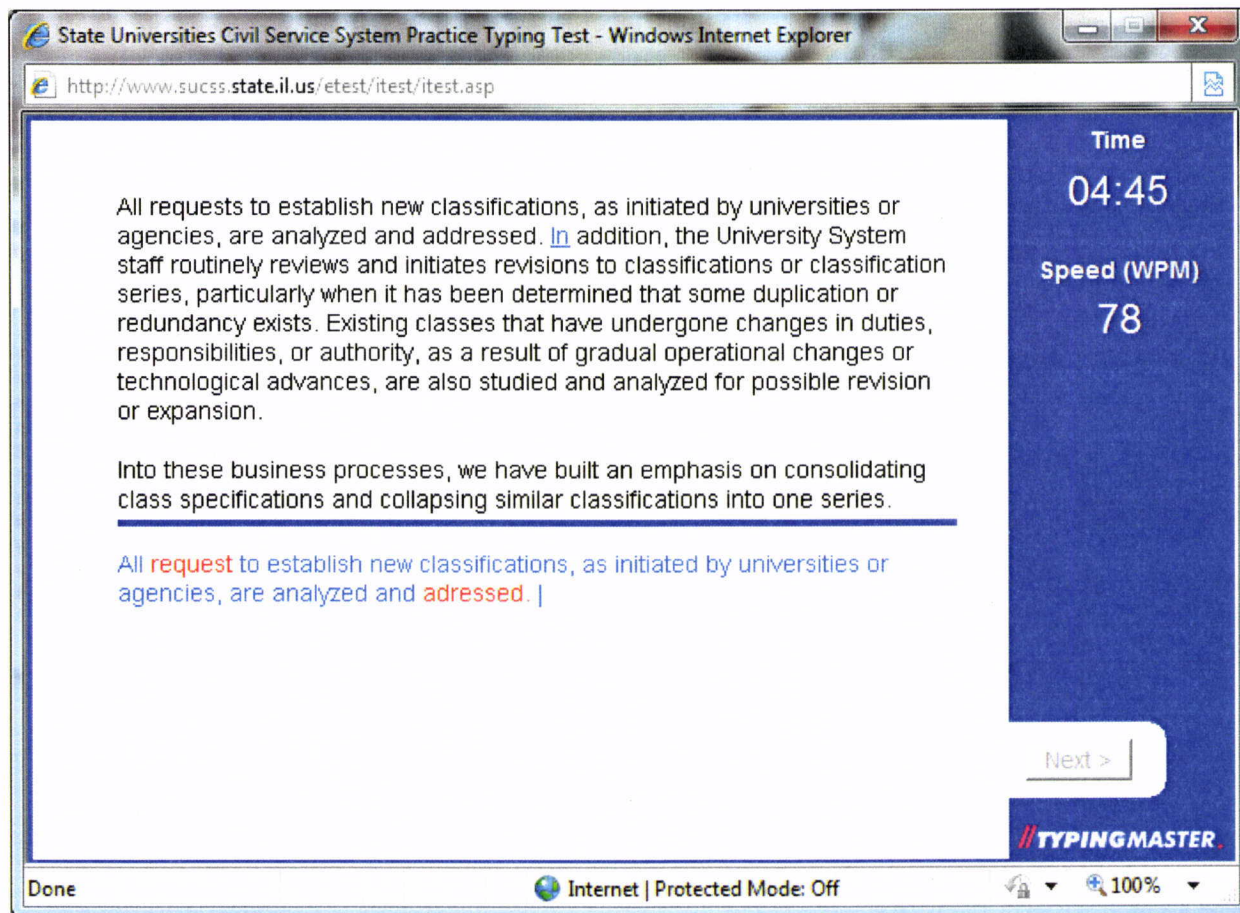 State Universities Civil Service System Practice Typing Test - Windows Internet Explorer
http://www.sucss.state.il.us/etest/itest/itest.asp
All requests to establish new classifications, as initiated by universities or
agencies, are analyzed and addressed. In addition, the University System
staff routinely reviews and initiates revisions to classifications or classification
series, particularly when it has been determined that some duplication or
redundancy exists. Existing classes that have undergone changes in duties,
responsibilities, or authority, as a result of gradual operational changes or
technological advances, are also studied and analyzed for possible revision
or expansion.
Into these business processes, we have built an emphasis on consolidating
class specifications and collapsing similar classifications into one series.
All request to establish new classifications, as initiated by universities or
agencies, are analyzed and adressed.
Time
04:45
Speed (WPM)
78
Next >
TYPINGMASTER.
Done
Internet | Protected Mode: Off
100%